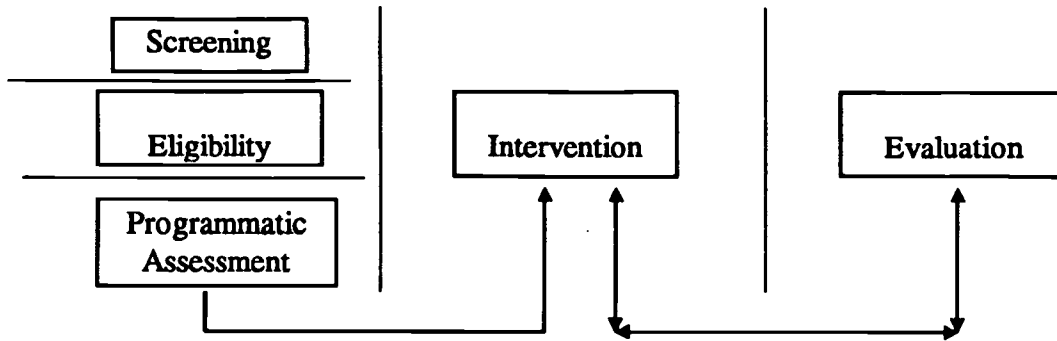 Screening
Eligibility
Programmatic
Assessment
Intervention
Evaluation